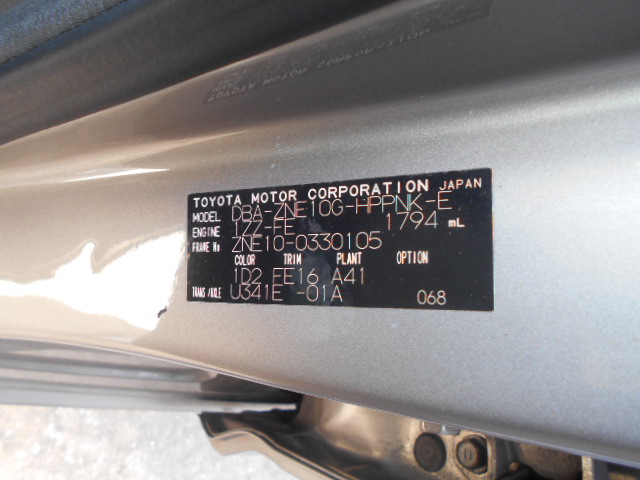 TOYOTA MOTOR CORPORATION JAPAN
MODEL DBA-ZNE10G-HPPNK-E
ENGINE 1ZZ-FE 1794 mL
FRAME No ZNE10-0330105
COLOR TRIM PLANT OPTION
1D2 FE16 A41
TRANS/AXLE U341E -01A 068